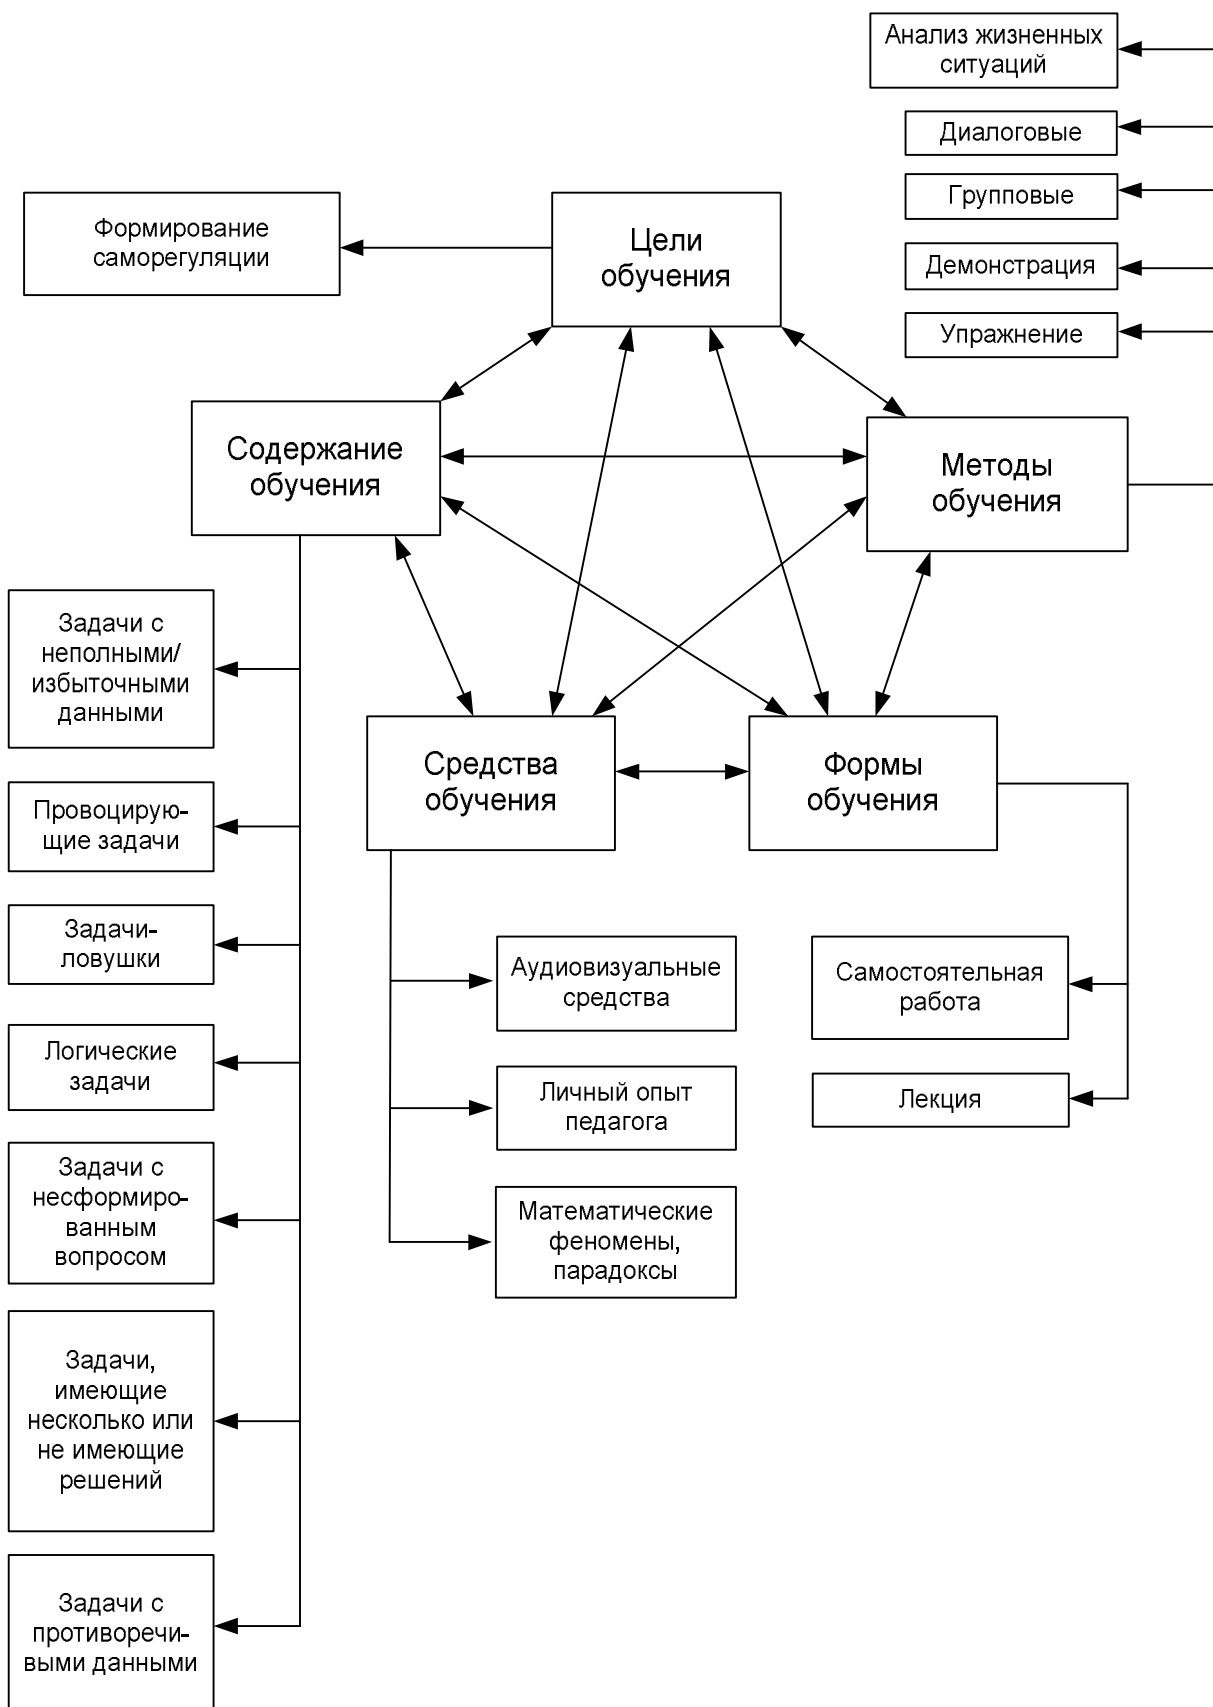 Анализ жизненных
ситуаций
Диалоговые
Групповые
Демонстрация
Упражнение
Формирование
саморегуляции
Цели
обучения
Содержание
обучения
Методы
обучения
Средства
обучения
Формы
обучения
Задачи с
неполными/
избыточными
данными
Провоцирую-
щие задачи
Задачи-
ловушки
Логические
задачи
Задачи с
несформиро-
ванным
вопросом
Задачи,
имеющие
несколько или
не имеющие
решений
Задачи с
противоречи-
выми данными
Аудиовизуальные
средства
Личный опыт
педагога
Математические
феномены,
парадоксы
Самостоятельная
работа
Лекция